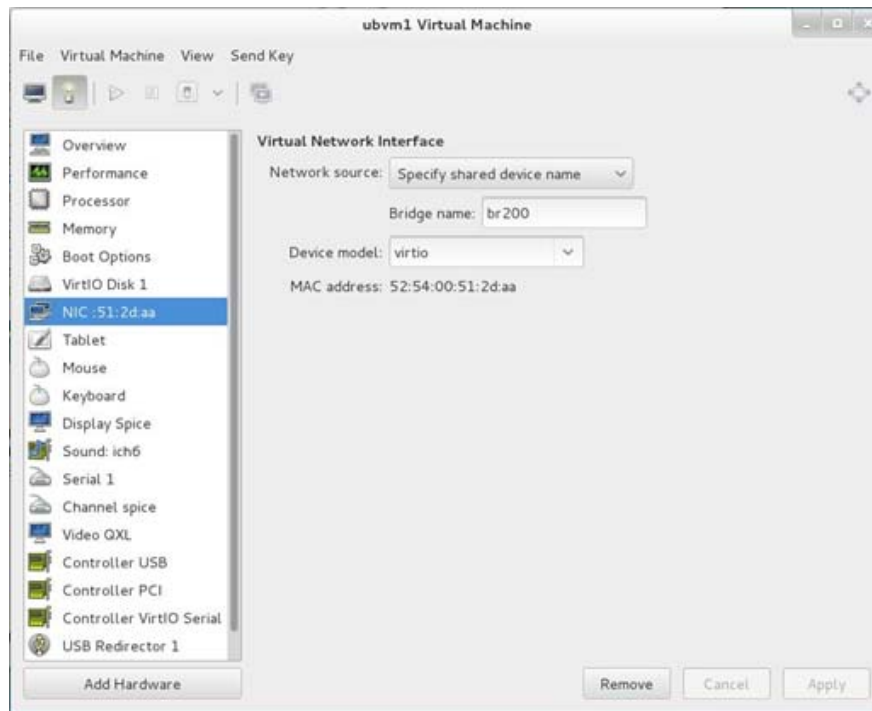 ubvm1 Virtual Machine
File Virtual Machine View Send Key
Overview
Performance
Processor
Memory
Boot Options
VirtIO Disk 1
NIC :51:2d:aa
Tablet
Mouse
Keyboard
Display Spice
Sound: ich6
Serial 1
Channel spice
Video QXL
Controller USB
Controller PCI
Controller VirtIO Serial
USB Redirector 1
Add Hardware
Virtual Network Interface
Network source: Specify shared device name
Bridge name: br200
Device model: virtio
MAC address: 52:54:00:51:2d:aa
Remove Cancel Apply